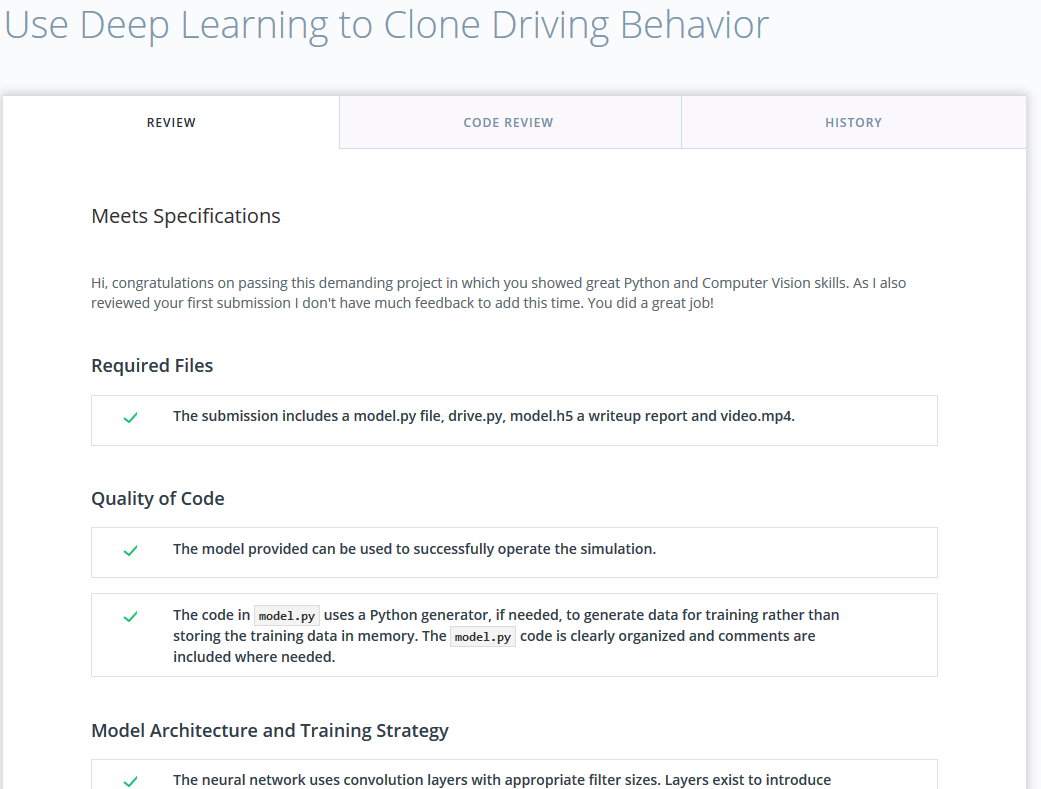 Use Deep Learning to Clone Driving Behavior
REVIEW
CODE REVIEW
HISTORY
Meets Specifications
Hi, congratulations on passing this demanding project in which you showed great Python and Computer Vision skills. As I also
reviewed your first submission I don't have much feedback to add this time. You did a great job!
Required Files
The submission includes a model.py file, drive.py, model.h5 a writeup report and video.mp4.
Quality of Code
The model provided can be used to successfully operate the simulation.
The code in model.py uses a Python generator, if needed, to generate data for training rather than
storing the training data in memory. The model.py code is clearly organized and comments are
included where needed.
Model Architecture and Training Strategy
The neural network uses convolution layers with appropriate filter sizes. Layers exist to introduce